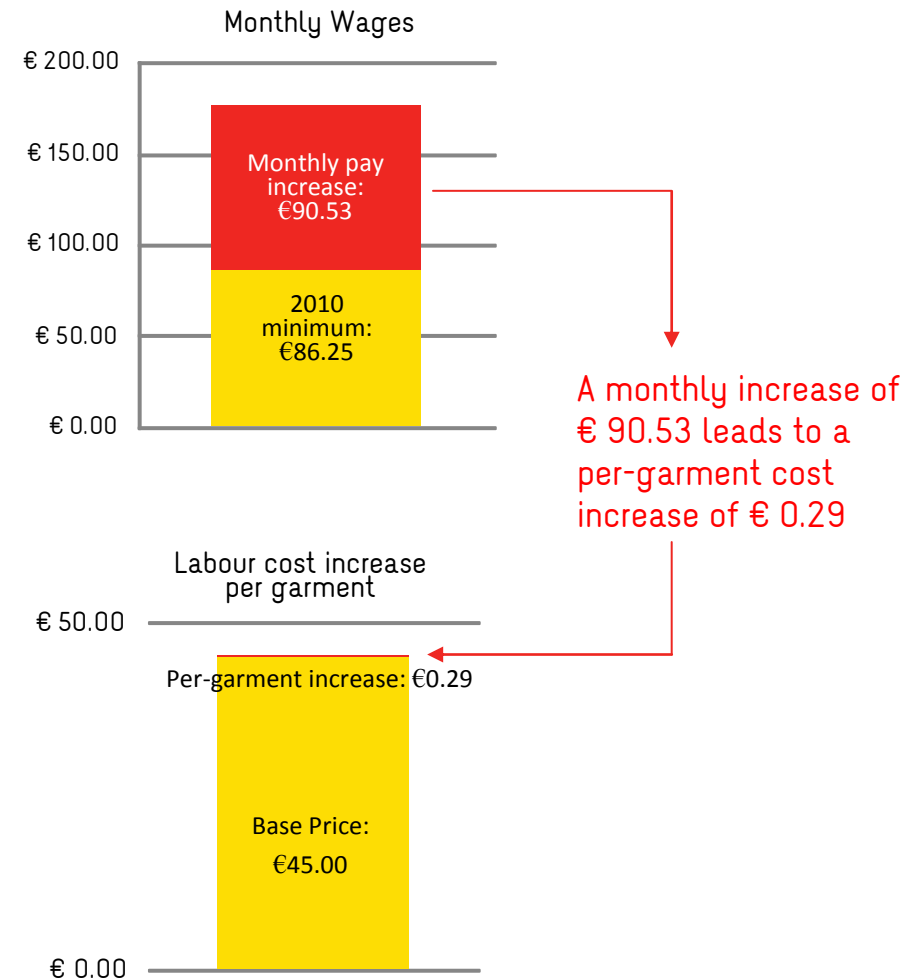 Monthly Wages
€ 200.00
€ 150.00
€ 100.00
€ 50.00
€ 0.00
Monthly pay
increase:
€90.53
2010
minimum:
€86.25
A monthly increase of
€ 90.53 leads to a
per-garment cost
increase of € 0.29
Labour cost increase
per garment
€ 50.00
Per-garment increase: €0.29
Base Price:
€45.00
€ 0.00